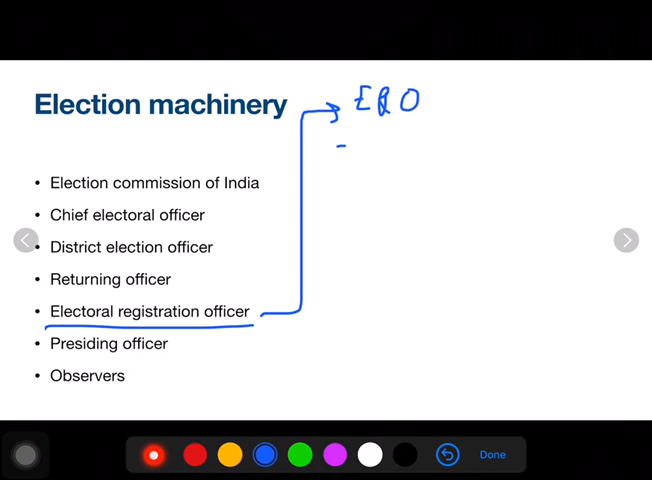 Election machinery
ERO
• Election commission of India
• Chief electoral officer
• District election officer
• Returning officer
• Electoral registration officer
• Presiding officer
• Observers
Done